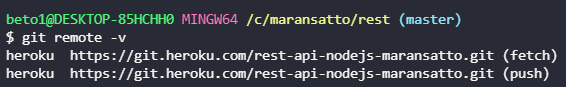 beto1@DESKTOP-85HCHH0 MINGW64 /c/maransatto/rest (master)
$ git remote -v
heroku  https://git.heroku.com/rest-api-nodejs-maransatto.git (fetch)
heroku  https://git.heroku.com/rest-api-nodejs-maransatto.git (push)